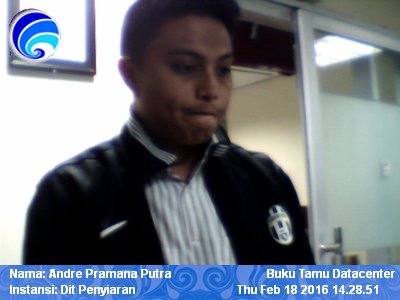 Nama: Andre Pramana Putra
Buku Tamu Datacenter
Instansi: Dit Penyiaran
Thu Feb 18 2016 14.28.51